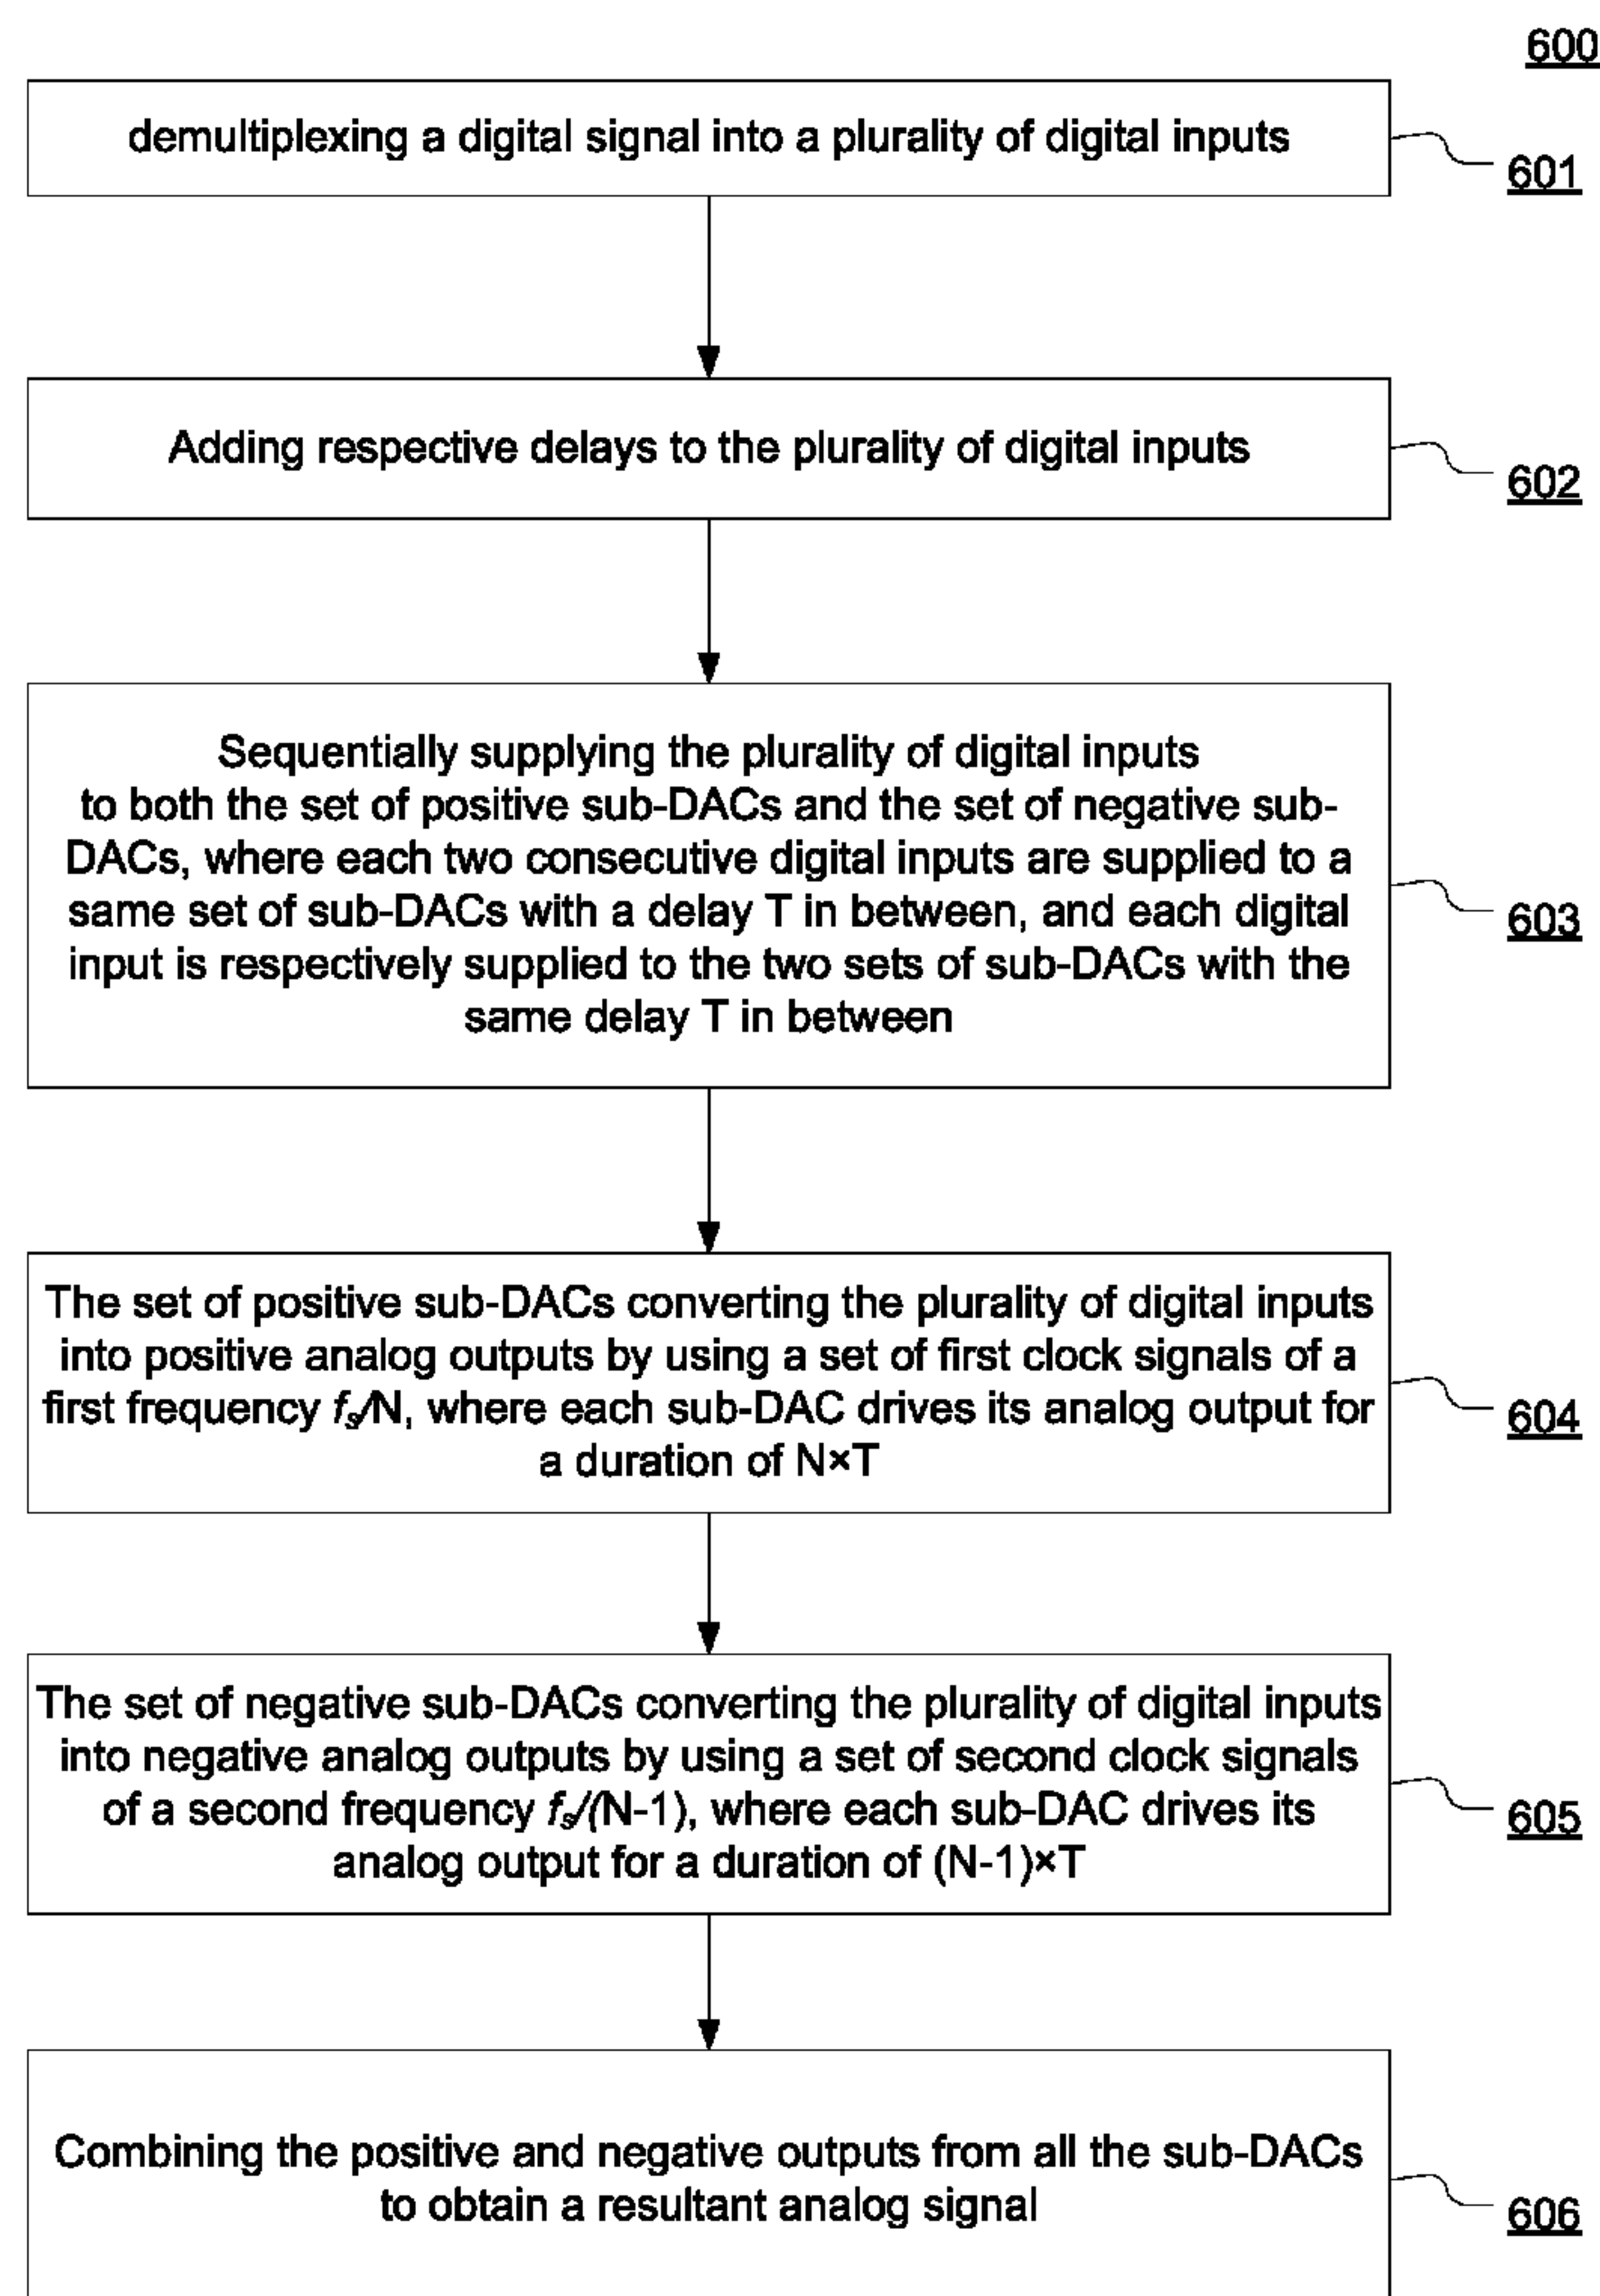 600
demultiplexing a digital signal into a plurality of digital inputs
601
Adding respective delays to the plurality of digital inputs
602
Sequentially supplying the plurality of digital inputs
to both the set of positive sub-DACs and the set of negative sub-
DACs, where each two consecutive digital inputs are supplied to a
same set of sub-DACs with a delay T in between, and each digital
input is respectively supplied to the two sets of sub-DACs with the
same delay T in between
603
The set of positive sub-DACs converting the plurality of digital inputs
into positive analog outputs by using a set of first clock signals of a
first frequency fs/N, where each sub-DAC drives its analog output for
a duration of N×T
604
The set of negative sub-DACs converting the plurality of digital inputs
into negative analog outputs by using a set of second clock signals
of a second frequency fs/(N-1), where each sub-DAC drives its
analog output for a duration of (N-1)×T
605
Combining the positive and negative outputs from all the sub-DACs
to obtain a resultant analog signal
606